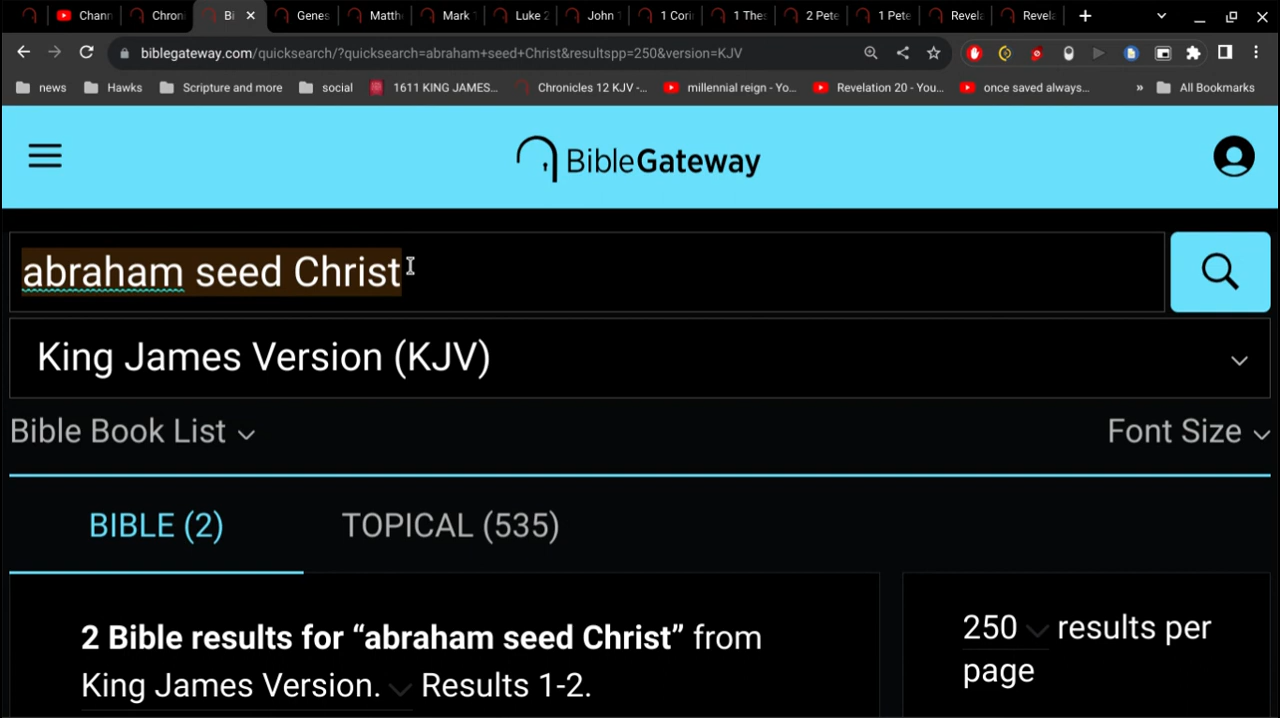 Chann
Chroni
Bi
Genes
Matth
Mark
Luke 2
John
1 Cori
1 The
2 Pete
1 Pete
Revela
Revela
biblegateway.com/quicksearch/?quicksearch=abraham+seed+Christ&resultspp=250&version=KJV
news Hawks Scripture and more social 1611 KING JAMES... Chronicles 12 KJV -... millennial reign - Yo... Revelation 20 - You... once saved always... » All Bookmarks
BibleGateway
abraham seed Christ
King James Version (KJV)
Bible Book List Font Size
BIBLE (2) TOPICAL (535)
2 Bible results for “abraham seed Christ” from
King James Version. Results 1-2.
250 results per
page